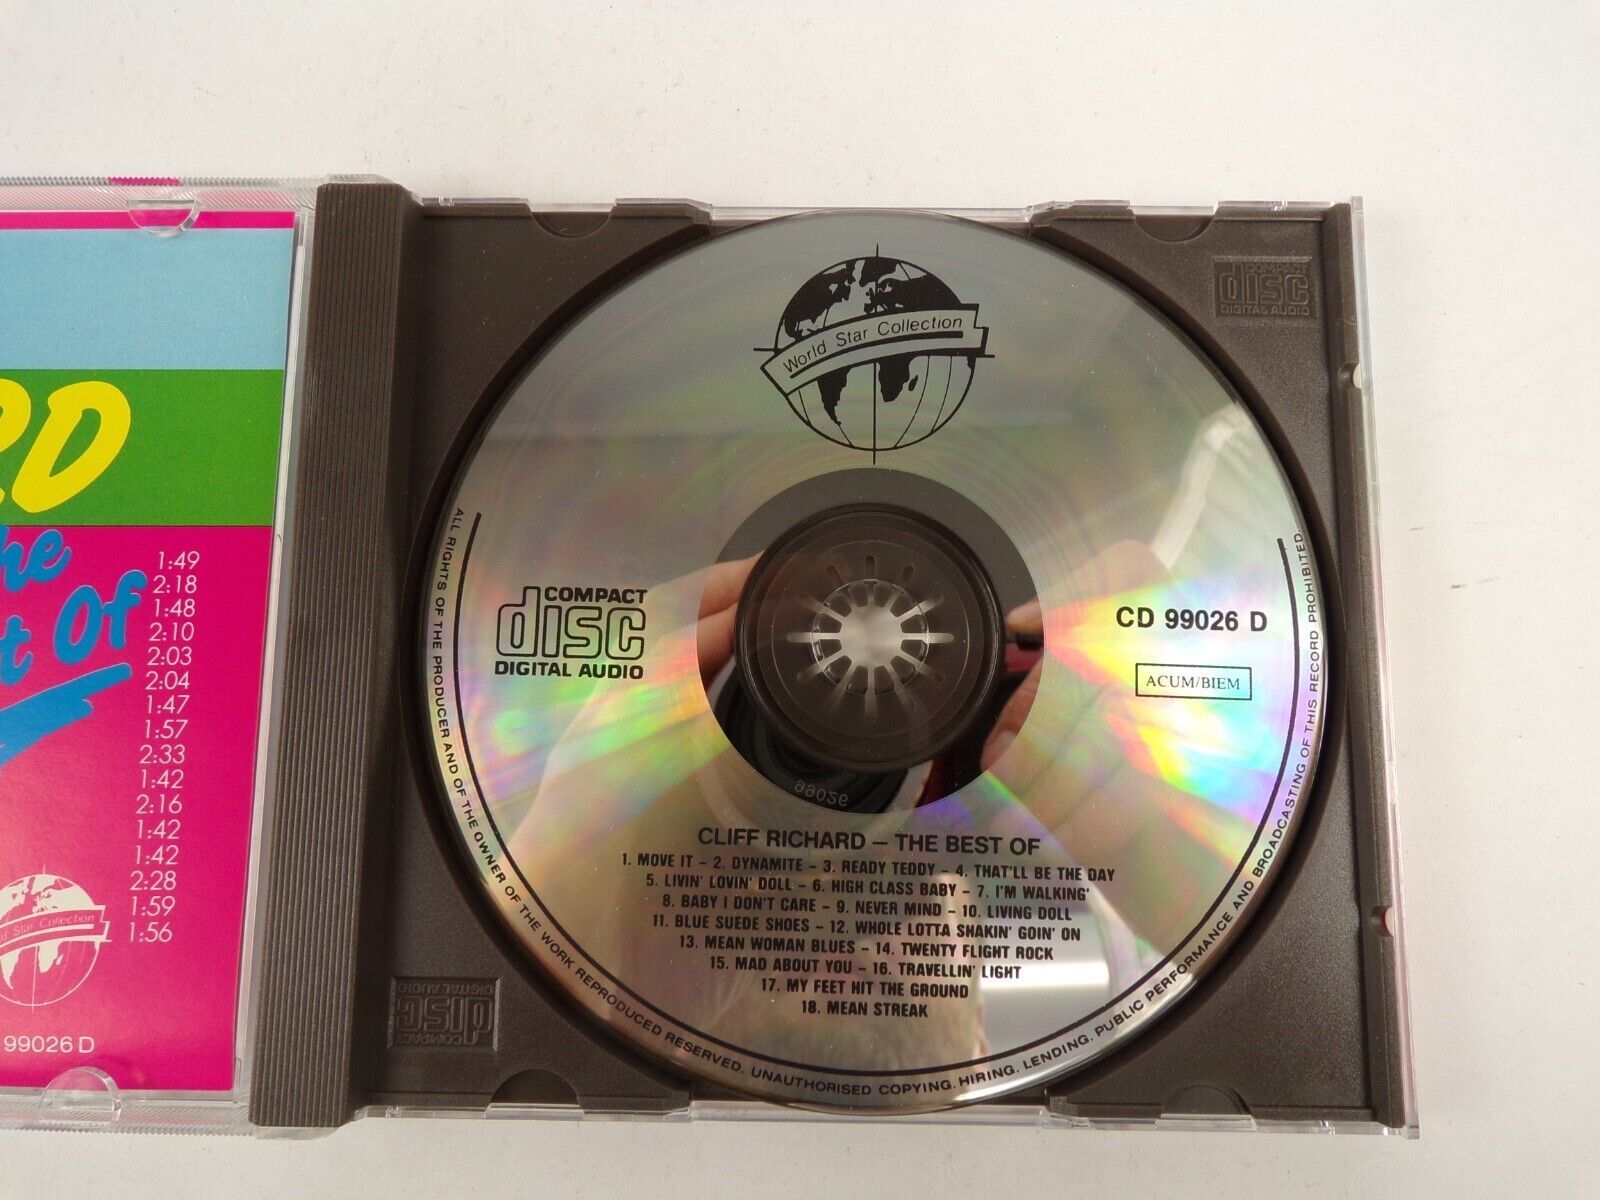 RD
he
t Of
1:49
2:18
1:48
2:10
2:03
2:04
1:47
1:57
2:33
1:42
2:16
1:42
1:42
2:28
1:59
1:56
ld Star Collection
99026 D
World Star Collection
COMPACT
disc
DIGITAL AUDIO
CD 99026 D
ACUM/BIEM
99026
CLIFF RICHARD – THE BEST OF
1. MOVE IT – 2. DYNAMITE – 3. READY TEDDY – 4. THAT'LL BE THE DAY
5. LIVIN' LOVIN' DOLL – 6. HIGH CLASS BABY – 7. I'M WALKING'
8. BABY I DON'T CARE – 9. NEVER MIND – 10. LIVING DOLL
11. BLUE SUEDE SHOES – 12. WHOLE LOTTA SHAKIN' GOIN' ON
13. MEAN WOMAN BLUES – 14. TWENTY FLIGHT ROCK
15. MAD ABOUT YOU – 16. TRAVELLIN' LIGHT
17. MY FEET HIT THE GROUND
18. MEAN STREAK
ALL RIGHTS OF THE PRODUCER AND OF THE OWNER OF THE WORK REPRODUCED RESERVED. UNAUTHORISED COPYING. HIRING. LENDING. PUBLIC PERFORMANCE AND BROADCASTING OF THIS RECORD PROHIBITED.
COMPACT
disc
DIGITAL AUDIO
COMPACT
disc
DIGITAL AUDIO